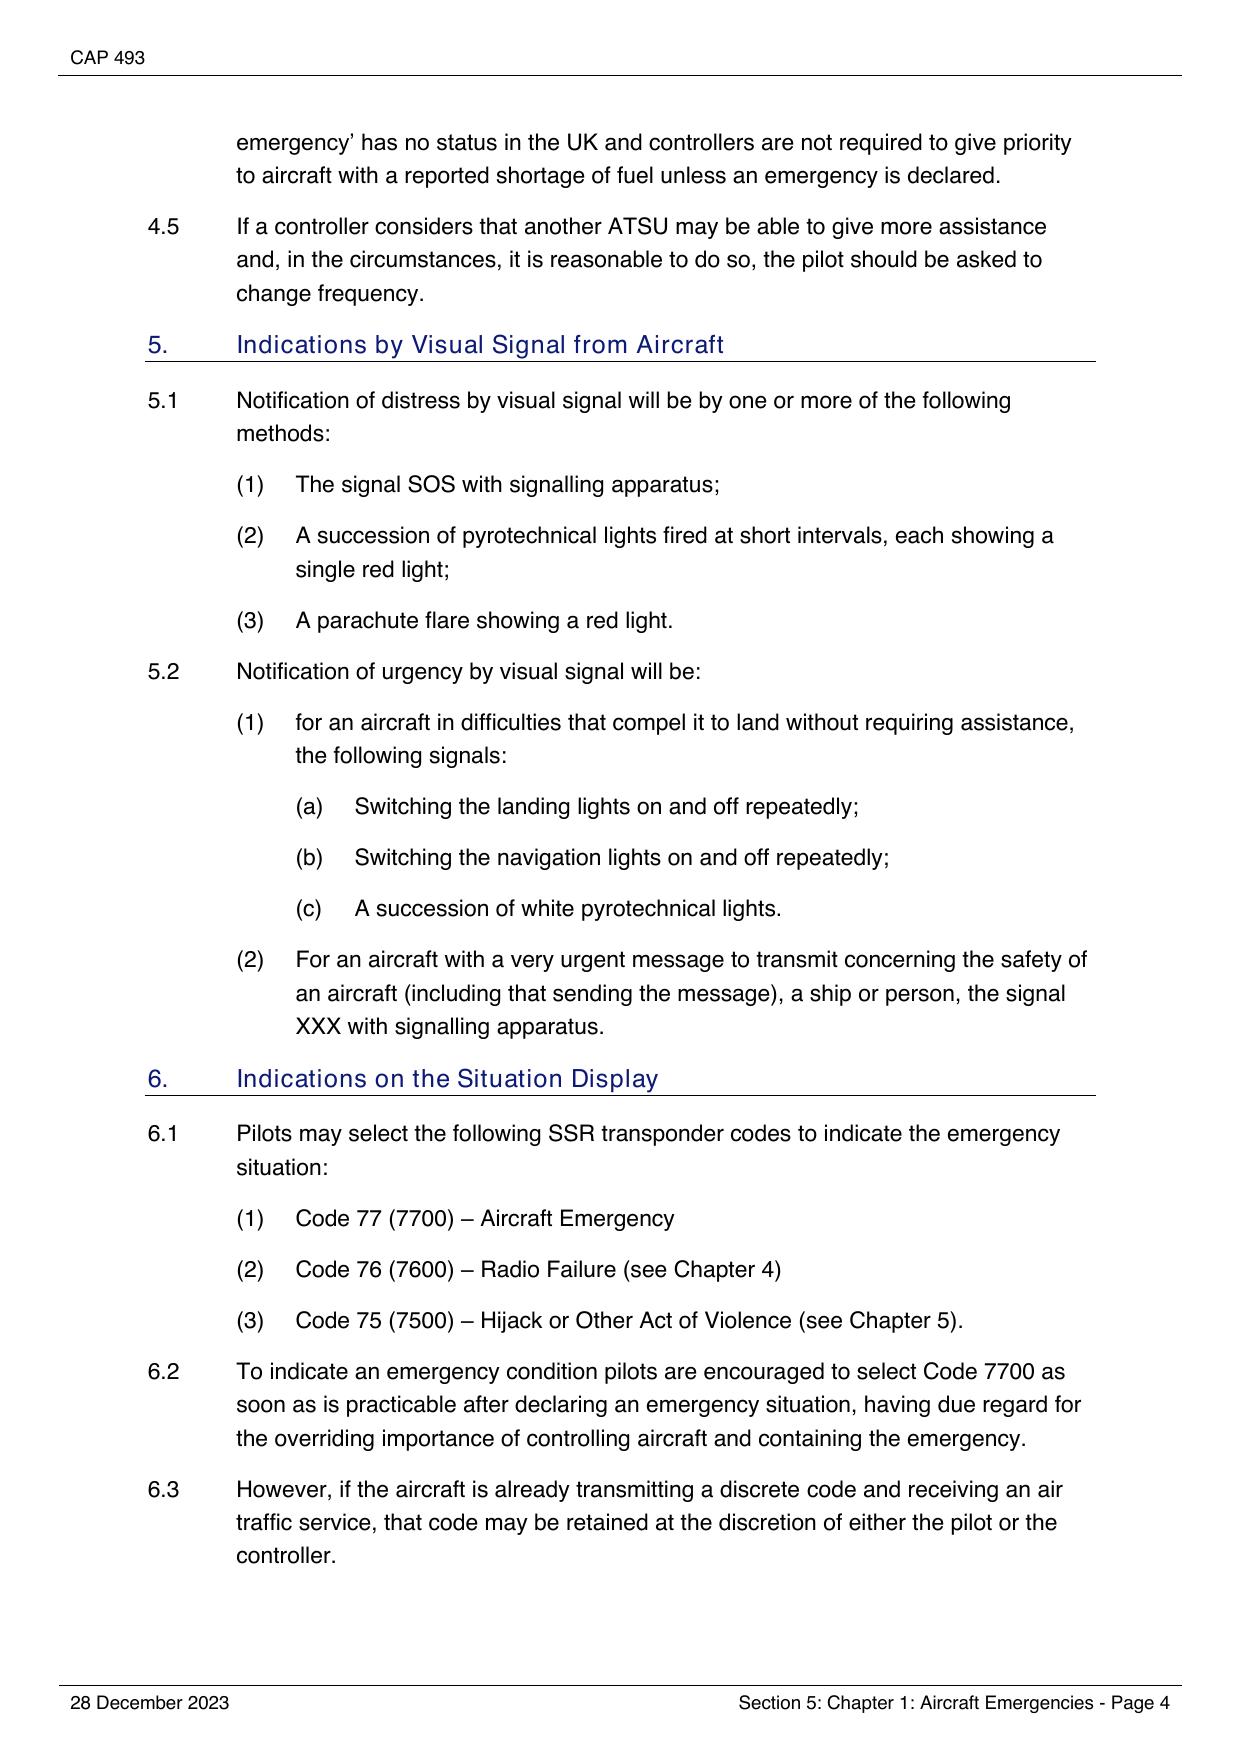 CAP 493
emergency’ has no status in the UK and controllers are not required to give priority
to aircraft with a reported shortage of fuel unless an emergency is declared.
4.5 If a controller considers that another ATSU may be able to give more assistance
and, in the circumstances, it is reasonable to do so, the pilot should be asked to
change frequency.
5. Indications by Visual Signal from Aircraft
5.1 Notification of distress by visual signal will be by one or more of the following
methods:
(1) The signal SOS with signalling apparatus;
(2) A succession of pyrotechnical lights fired at short intervals, each showing a
single red light;
(3) A parachute flare showing a red light.
5.2 Notification of urgency by visual signal will be:
(1) for an aircraft in difficulties that compel it to land without requiring assistance,
the following signals:
(a) Switching the landing lights on and off repeatedly;
(b) Switching the navigation lights on and off repeatedly;
(c) A succession of white pyrotechnical lights.
(2) For an aircraft with a very urgent message to transmit concerning the safety of
an aircraft (including that sending the message), a ship or person, the signal
XXX with signalling apparatus.
6. Indications on the Situation Display
6.1 Pilots may select the following SSR transponder codes to indicate the emergency
situation:
(1) Code 77 (7700) – Aircraft Emergency
(2) Code 76 (7600) – Radio Failure (see Chapter 4)
(3) Code 75 (7500) – Hijack or Other Act of Violence (see Chapter 5).
6.2 To indicate an emergency condition pilots are encouraged to select Code 7700 as
soon as is practicable after declaring an emergency situation, having due regard for
the overriding importance of controlling aircraft and containing the emergency.
6.3 However, if the aircraft is already transmitting a discrete code and receiving an air
traffic service, that code may be retained at the discretion of either the pilot or the
controller.
28 December 2023 Section 5: Chapter 1: Aircraft Emergencies - Page 4